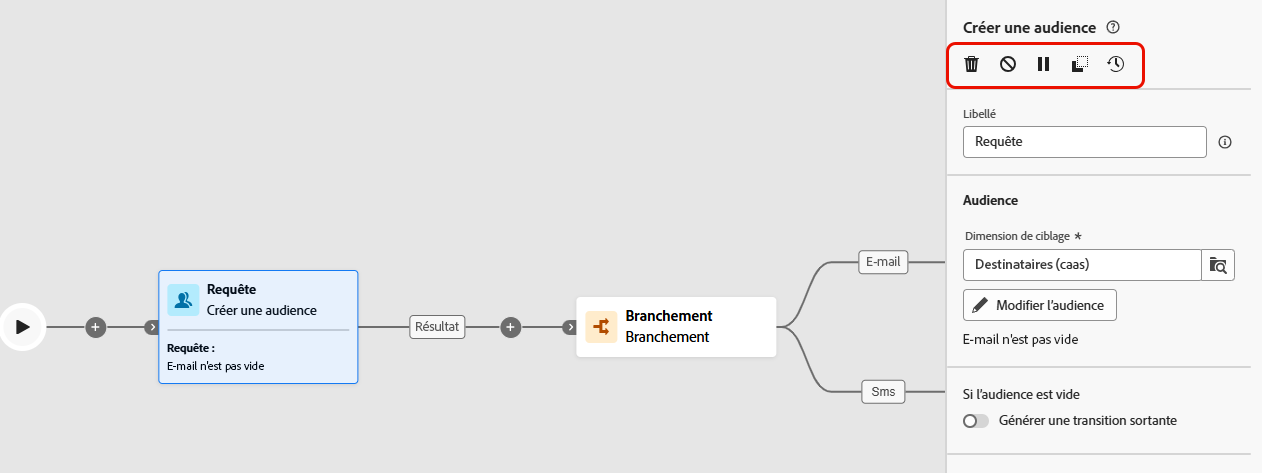 Créer une audience
Libellé
Requête
Audience
Dimension de ciblage *
Destinataires (caas)
Modifier l'audience
E-mail n'est pas vide
Si l'audience est vide
Générer une transition sortante
Requête
Créer une audience
Requête :
E-mail n'est pas vide
Résultat
Branchement
Branchement
E-mail
Sms